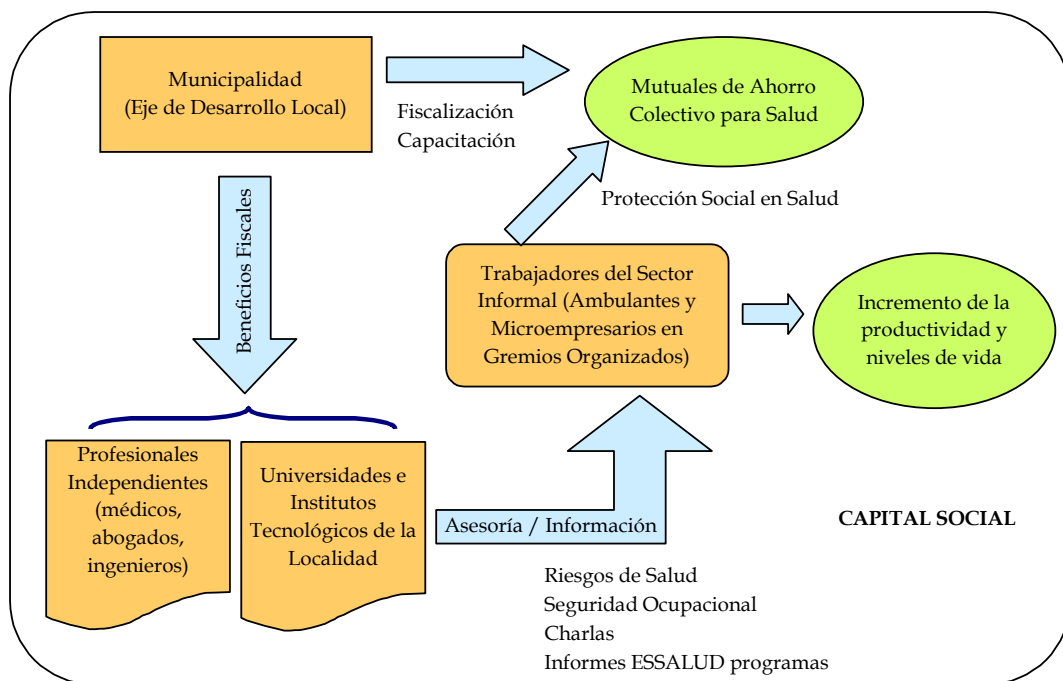 Municipalidad
(Eje de Desarrollo Local)
Fiscalización
Capacitación
Mutuales de Ahorro
Colectivo para Salud
Beneficios Fiscales
Protección Social en Salud
Trabajadores del Sector
Informal (Ambulantes y
Microempresarios en
Gremios Organizados)
Incremento de la
productividad y
niveles de vida
Profesionales
Independientes
(médicos,
abogados,
ingenieros)
Universidades e
Institutos
Tecnológicos de la
Localidad
Asesoría / Información
CAPITAL SOCIAL
Riesgos de Salud
Seguridad Ocupacional
Charlas
Informes ESSALUD programas